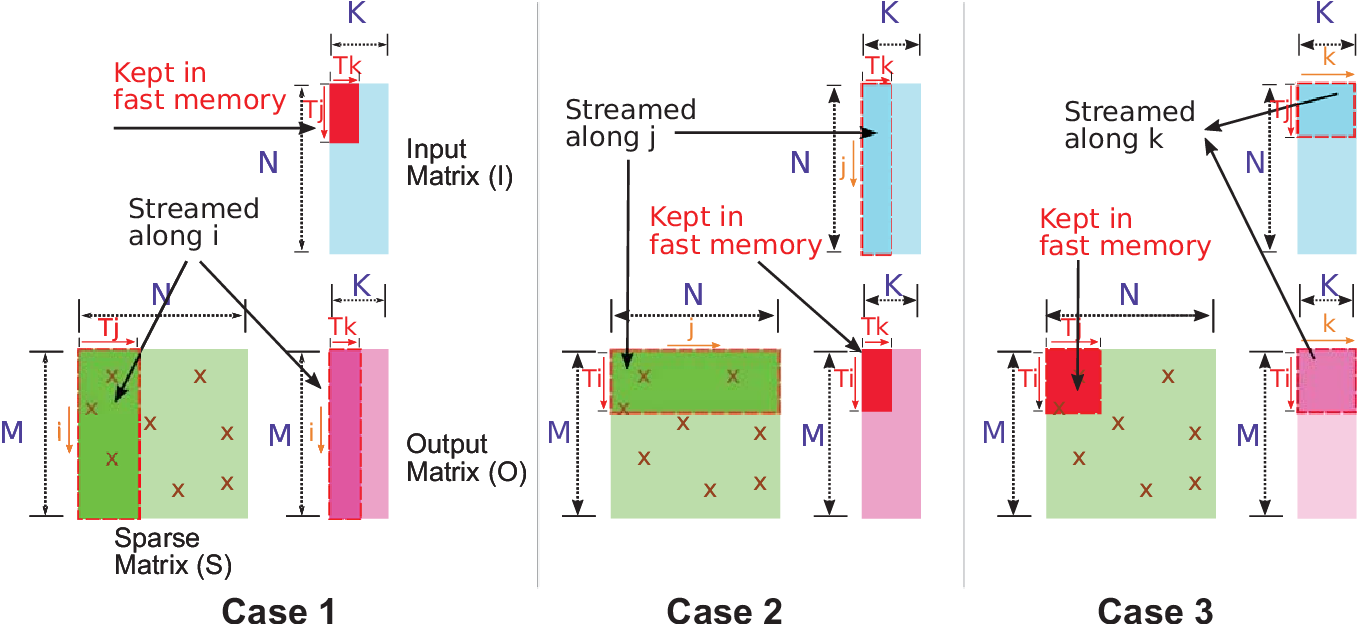 K
Tk
Kept in
fast memory
Tj
N
Input
Matrix (I)
Streamed
along i
N
K
Tj
Tk
x x
x
x
x
x
x
x
M
i
M
i
Output
Matrix (O)
Sparse
Matrix (S)
Case 1
K
Tk
Streamed
along j
N
j
Kept in
fast memory
N
K
j
Tk
Ti
Ti
x x
x
x
x
x
x
x
M
M
Case 2
K
k
Streamed
along k
Tj
N
Kept in
fast memory
N
K
Tj
k
Ti
Ti
x
x
x
x
x
x
x
M
M
Case 3